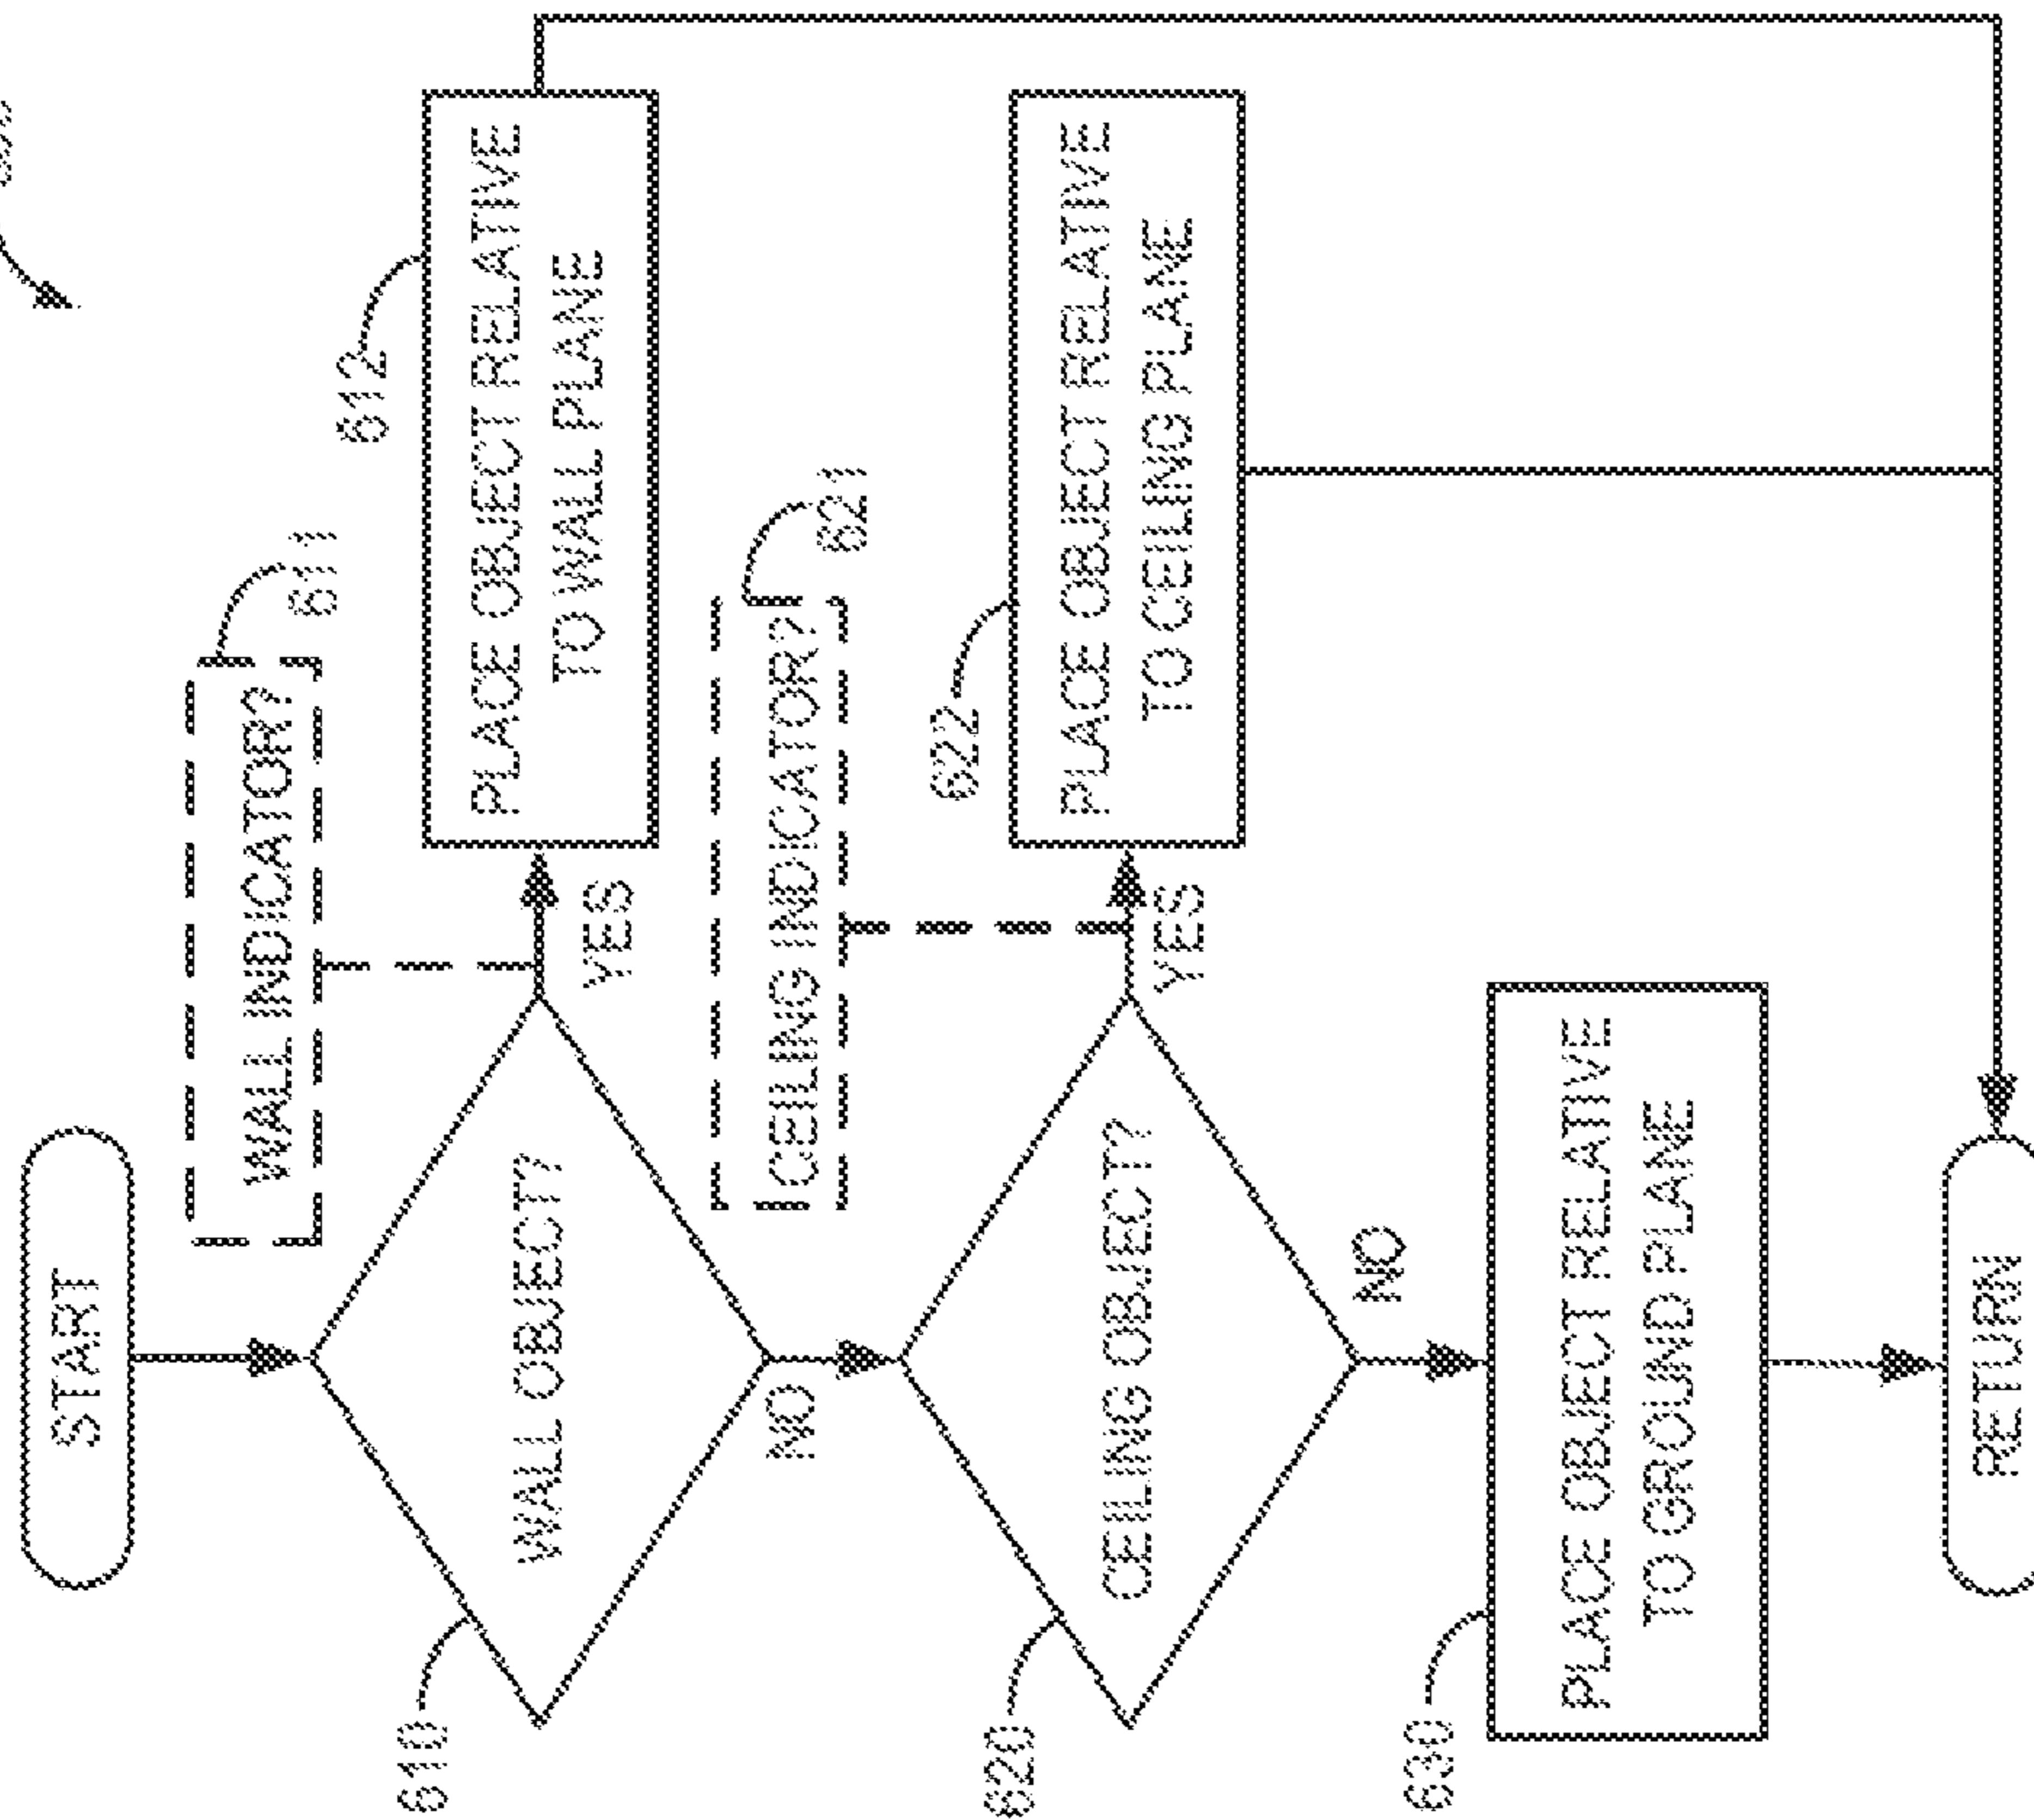 START
WALL INDICATOR?
611
610
WALL OBJECT?
YES
612
PLACE OBJECT RELATIVE
TO WALL PLANE
NO
CEILING INDICATOR?
621
620
CEILING OBJECT?
YES
622
PLACE OBJECT RELATIVE
TO CEILING PLANE
NO
630
PLACE OBJECT RELATIVE
TO GROUND PLANE
RETURN